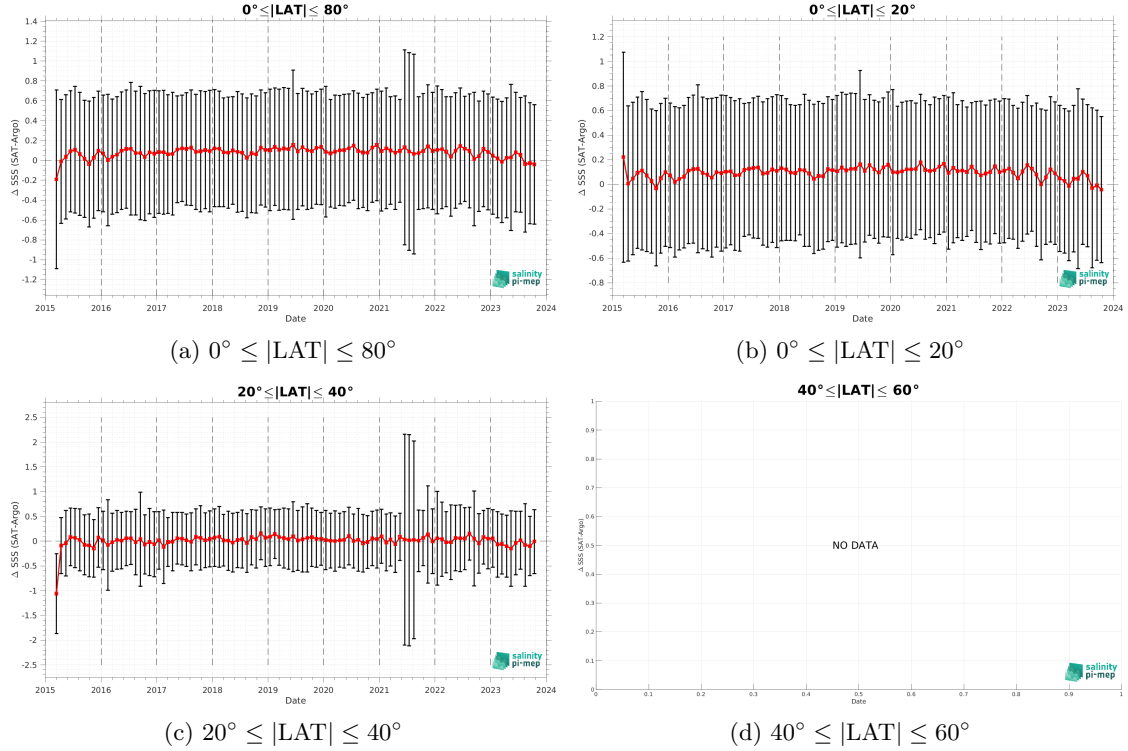 0°≤|LAT|≤ 80°
1.4
1.2
1
0.8
0.6
0.4
0.2
0
-0.2
-0.4
-0.6
-0.8
-1
-1.2
Δ SSS (SAT-Argo)
2015 2016 2017 2018 2019 2020 2021 2022 2023 2024
Date
salinity
pi-mep
(a) 0° ≤ |LAT| ≤ 80°
0°≤|LAT|≤ 20°
1.2
1
0.8
0.6
0.4
0.2
0
-0.2
-0.4
-0.6
-0.8
Δ SSS (SAT-Argo)
2015 2016 2017 2018 2019 2020 2021 2022 2023 2024
Date
salinity
pi-mep
(b) 0° ≤ |LAT| ≤ 20°
20°≤|LAT|≤ 40°
2.5
2
1.5
1
0.5
0
-0.5
-1
-1.5
-2
-2.5
Δ SSS (SAT-Argo)
2015 2016 2017 2018 2019 2020 2021 2022 2023 2024
Date
salinity
pi-mep
(c) 20° ≤ |LAT| ≤ 40°
40°≤|LAT|≤ 60°
1
0.9
0.8
0.7
0.6
0.5
0.4
0.3
0.2
0.1
0
Δ SSS (SAT-Argo)
NO DATA
0 0.1 0.2 0.3 0.4 0.5 0.6 0.7 0.8 0.9 1
Date
salinity
pi-mep
(d) 40° ≤ |LAT| ≤ 60°